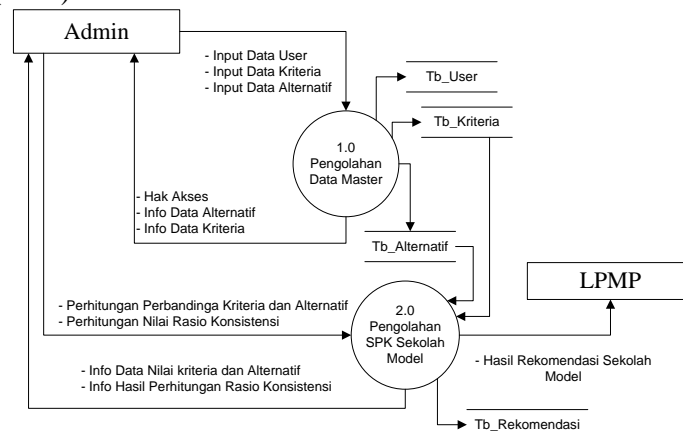 Admin
- Input Data User
- Input Data Kriteria
- Input Data Alternatif
Tb_User
Tb_Kriteria
1.0
Pengolahan
Data Master
- Hak Akses
- Info Data Alternatif
- Info Data Kriteria
Tb_Alternatif
LPMP
- Perhitungan Perbandinga Kriteria dan Alternatif
- Perhitungan Nilai Rasio Konsistensi
2.0
Pengolahan
SPK Sekolah
Model
- Hasil Rekomendasi Sekolah
Model
- Info Data Nilai kriteria dan Alternatif
- Info Hasil Perhitungan Rasio Konsistensi
Tb_Rekomendasi